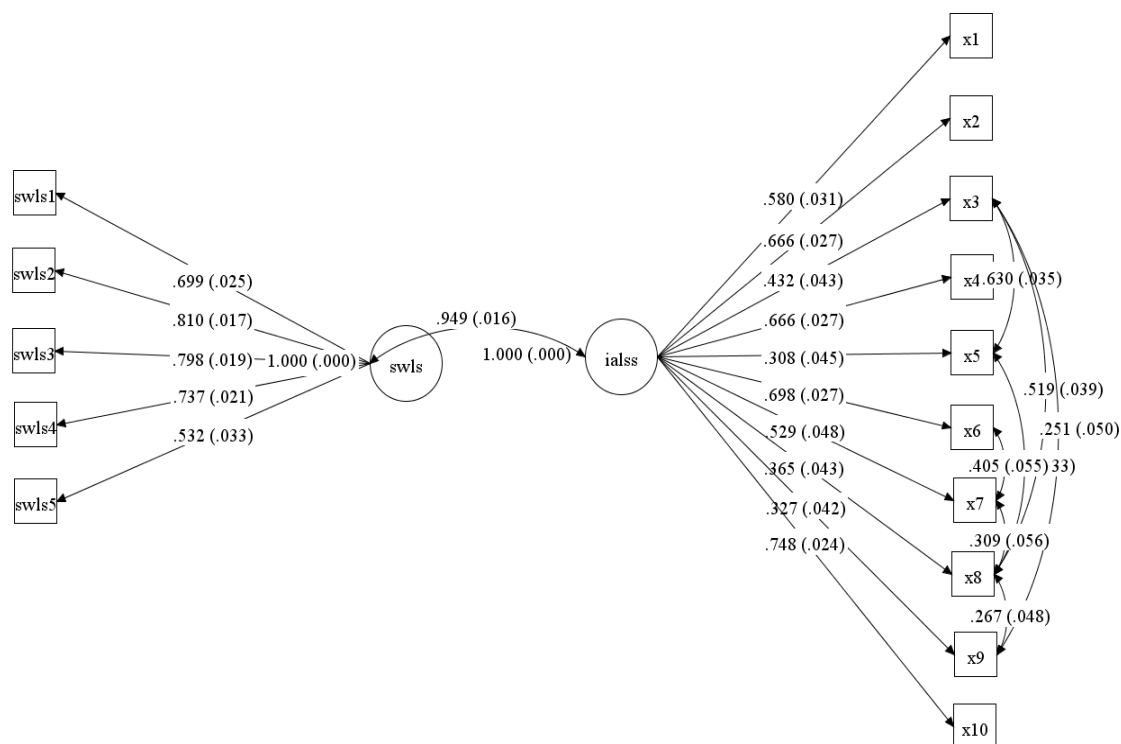 x1
x2
swls1
.580 (.031)
x3
.666 (.027)
swls2
.699 (.025)
.432 (.043)
x4
.630 (.035)
.810 (.017)
.949 (.016)
.666 (.027)
swls3
.798 (.019)
1.000 (.000)
swls
1.000 (.000)
ialss
.308 (.045)
x5
.737 (.021)
.698 (.027)
.519 (.039)
swls4
.532 (.033)
.529 (.048)
x6
.251 (.050)
.365 (.043)
.405 (.055)
33)
swls5
.327 (.042)
x7
.748 (.024)
.309 (.056)
x8
.267 (.048)
x9
x10